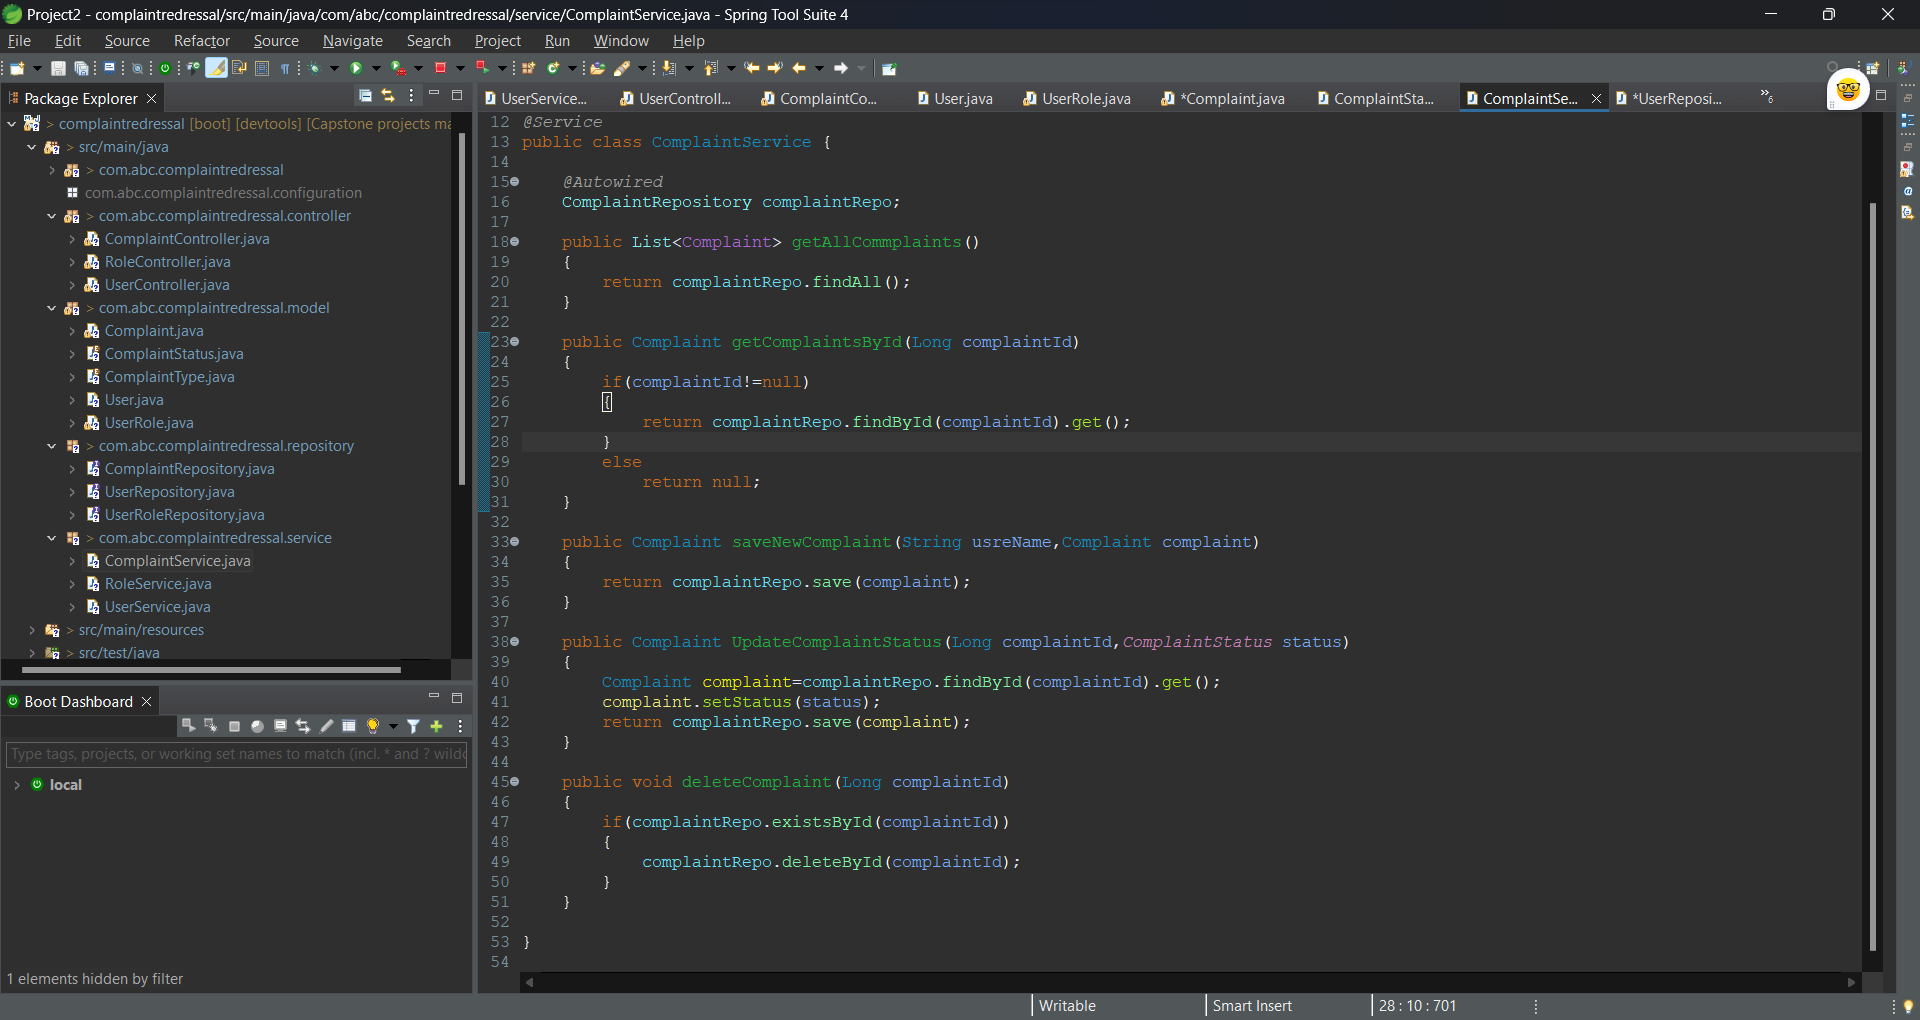 Project2 - complaintredressal/src/main/java/com/abc/complaintredressal/service/ComplaintService.java - Spring Tool Suite 4
File Edit Source Refactor Source Navigate Search Project Run Window Help
Package Explorer
> complaintredressal [boot] [devtools] [Capstone projects ma
> src/main/java
> com.abc.complaintredressal
com.abc.complaintredressal.configuration
> com.abc.complaintredressal.controller
ComplaintController.java
RoleController.java
UserController.java
> com.abc.complaintredressal.model
Complaint.java
ComplaintStatus.java
ComplaintType.java
User.java
UserRole.java
> com.abc.complaintredressal.repository
ComplaintRepository.java
UserRepository.java
UserRoleRepository.java
> com.abc.complaintredressal.service
ComplaintService.java
RoleService.java
UserService.java
> src/main/resources
> src/test/java
Boot Dashboard
Type tags, projects, or working set names to match (incl. * and ? wildc
local
1 elements hidden by filter
UserService... UserControll... ComplaintCo... User.java UserRole.java *Complaint.java ComplaintSta... ComplaintSe... *UserReposi... »6
12 @Service
13 public class ComplaintService {
14
15 @Autowired
16 ComplaintRepository complaintRepo;
17
18 public List<Complaint> getAllCommplaints()
19 {
20 return complaintRepo.findAll();
21 }
22
23 public Complaint getComplaintsById(Long complaintId)
24 {
25 if(complaintId!=null)
26 {
27 return complaintRepo.findById(complaintId).get();
28 }
29 else
30 return null;
31 }
32
33 public Complaint saveNewComplaint(String usreName,Complaint complaint)
34 {
35 return complaintRepo.save(complaint);
36 }
37
38 public Complaint UpdateComplaintStatus(Long complaintId,ComplaintStatus status)
39 {
40 Complaint complaint=complaintRepo.findById(complaintId).get();
41 complaint.setStatus(status);
42 return complaintRepo.save(complaint);
43 }
44
45 public void deleteComplaint(Long complaintId)
46 {
47 if(complaintRepo.existsById(complaintId))
48 {
49 complaintRepo.deleteById(complaintId);
50 }
51 }
52
53 }
54
Writable Smart Insert 28 : 10 : 701